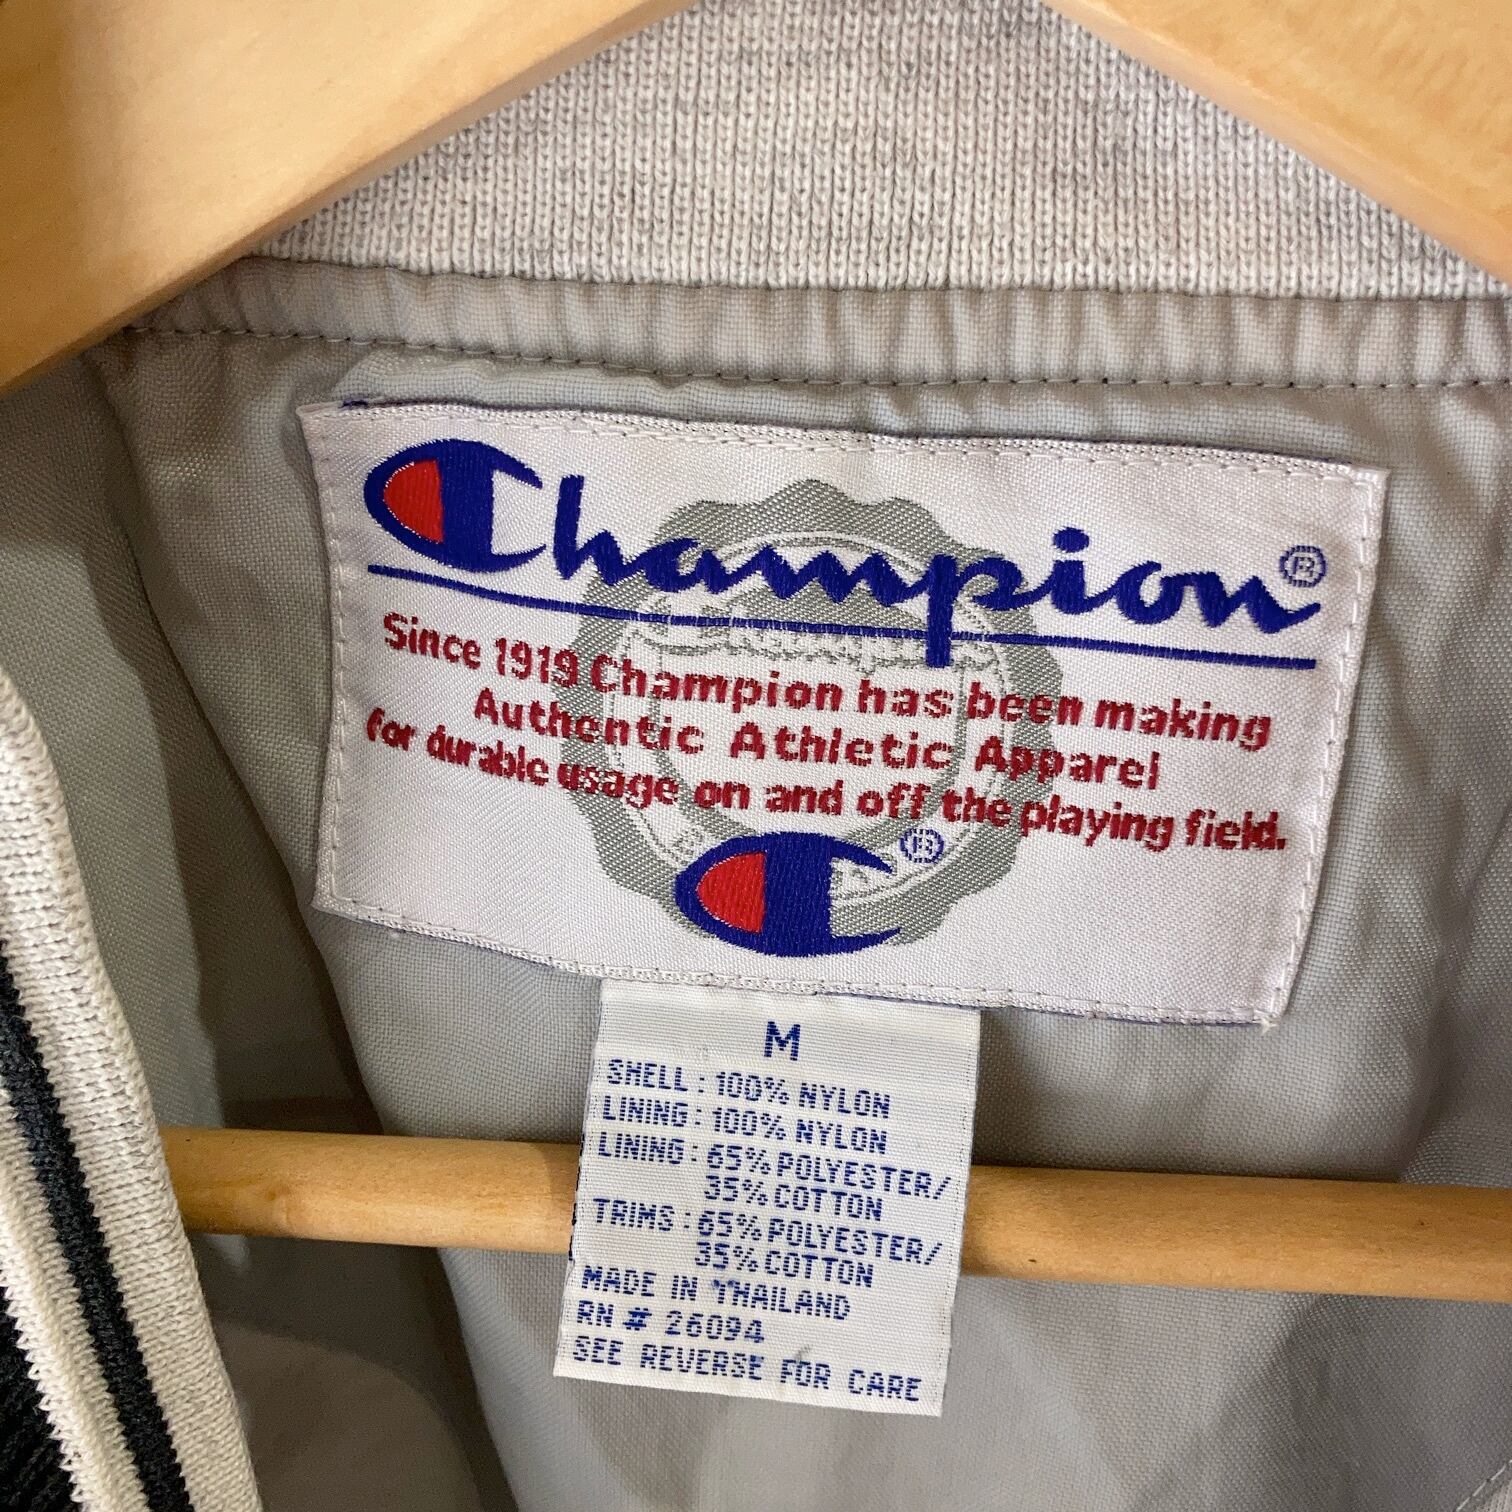 Champion®
Since 1919 Champion has been making
Authentic Athletic Apparel
for durable usage on and off the playing field.
®
M
SHELL : 100% NYLON
LINING : 100% NYLON
LINING : 65% POLYESTER/
35% COTTON
TRIMS : 65% POLYESTER/
35% COTTON
MADE IN THAILAND
RN # 26094
SEE REVERSE FOR CARE